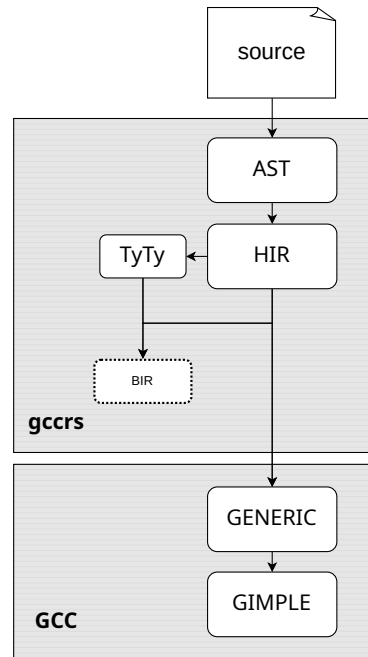 source
AST
HIR
TyTy
BIR
gccrs
GENERIC
GIMPLE
GCC